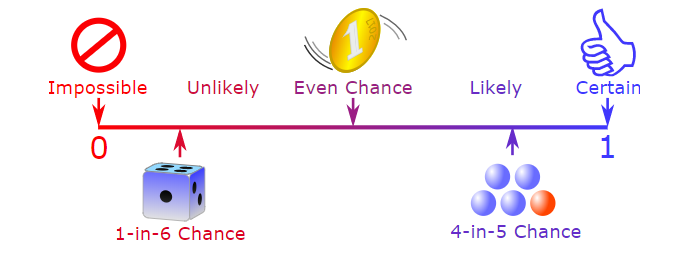 Impossible Unlikely Even Chance Likely Certain
0 1
1-in-6 Chance 4-in-5 Chance